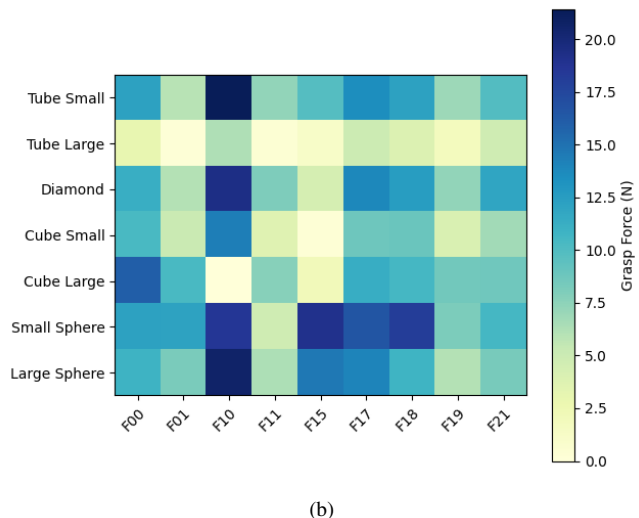 Tube Small
Tube Large
Diamond
Cube Small
Cube Large
Small Sphere
Large Sphere
F00 F01 F10 F11 F15 F17 F18 F19 F21
20.0
17.5
15.0
12.5
10.0
7.5
5.0
2.5
0.0
Grasp Force (N)
(b)